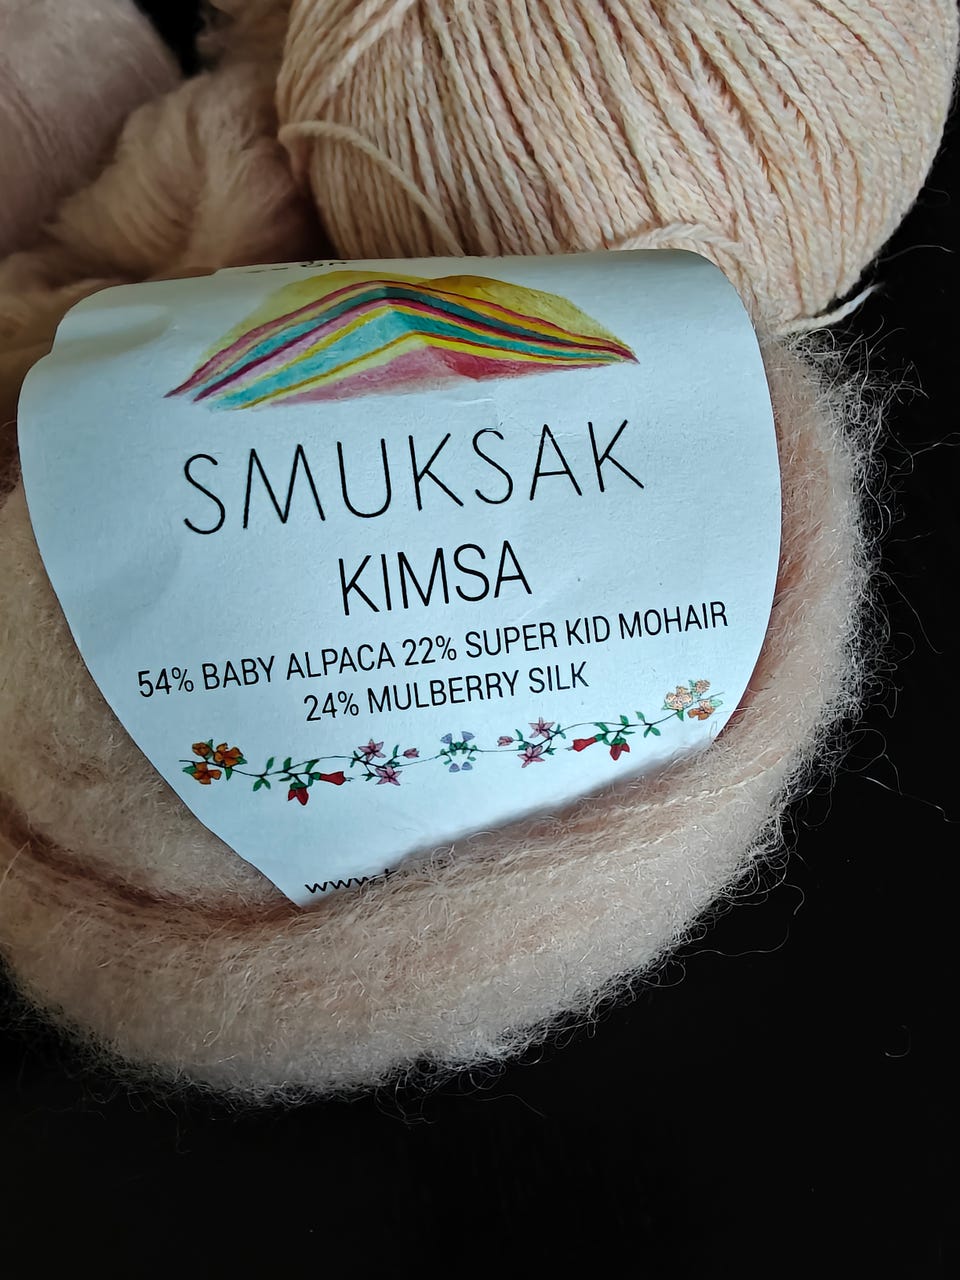 SMUKSAK
KIMSA
54% BABY ALPACA 22% SUPER KID MOHAIR
24% MULBERRY SILK